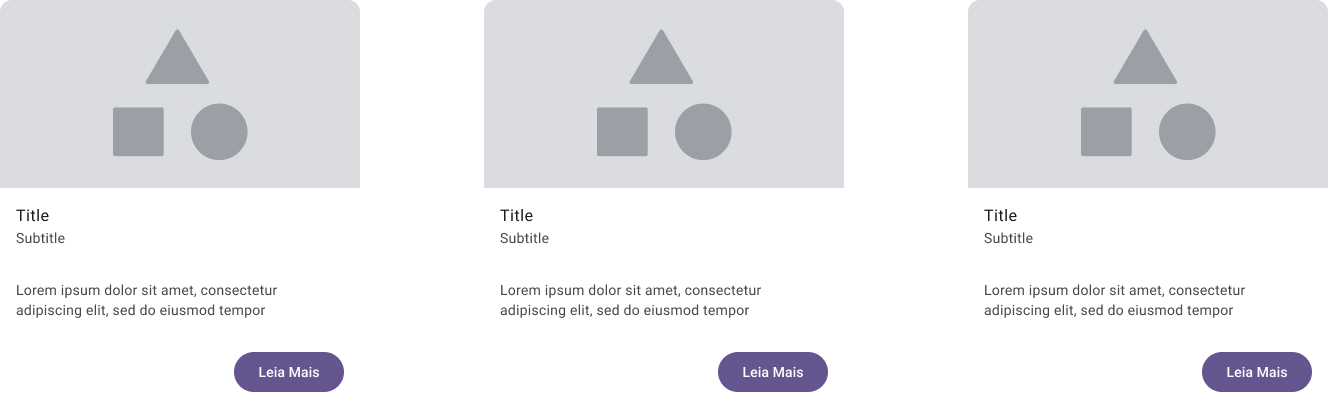 Title
Subtitle
Lorem ipsum dolor sit amet, consectetur
adipiscing elit, sed do eiusmod tempor
Leia Mais
Title
Subtitle
Lorem ipsum dolor sit amet, consectetur
adipiscing elit, sed do eiusmod tempor
Leia Mais
Title
Subtitle
Lorem ipsum dolor sit amet, consectetur
adipiscing elit, sed do eiusmod tempor
Leia Mais